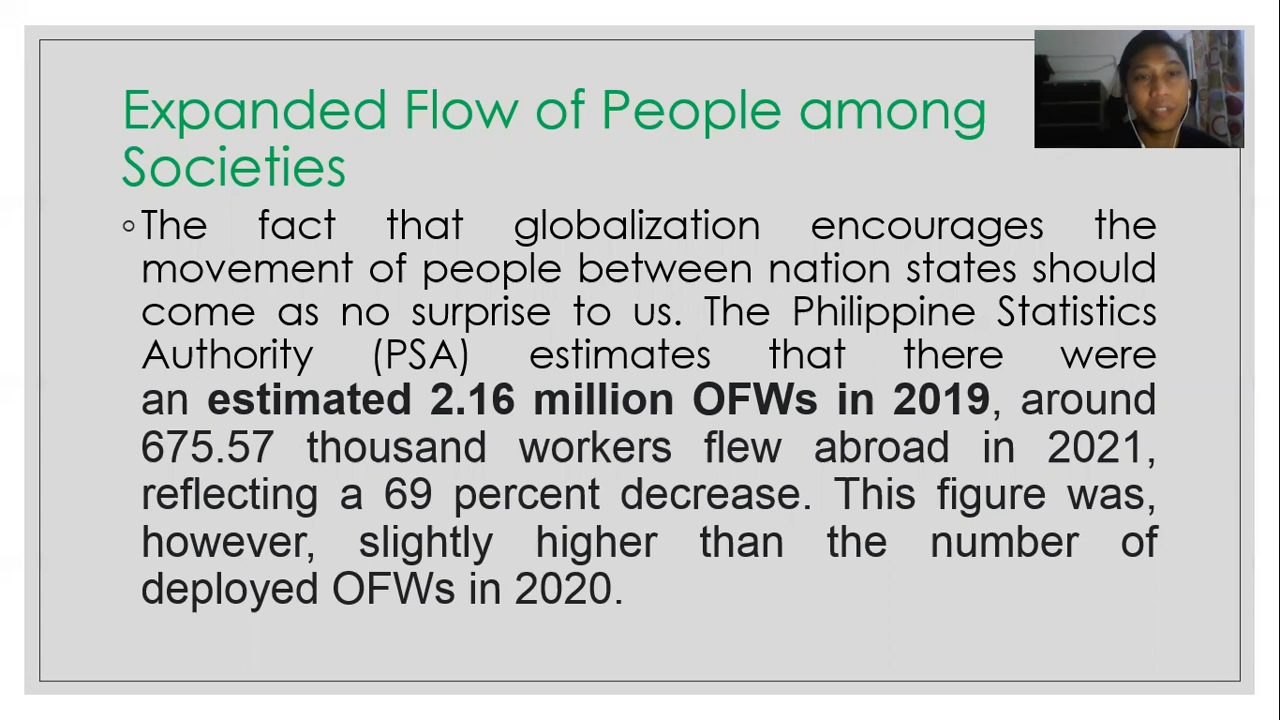 Expanded Flow of People among
Societies
◦The fact that globalization encourages the
movement of people between nation states should
come as no surprise to us. The Philippine Statistics
Authority (PSA) estimates that there were
an estimated 2.16 million OFWs in 2019, around
675.57 thousand workers flew abroad in 2021,
reflecting a 69 percent decrease. This figure was,
however, slightly higher than the number of
deployed OFWs in 2020.